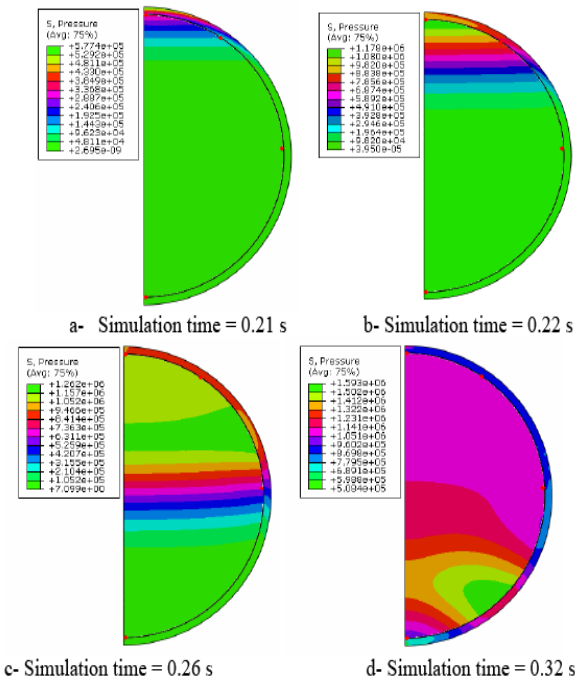 S, Pressure
(Avg: 75%)
+5.774e+05
+5.292e+05
+4.811e+05
+4.330e+05
+3.849e+05
+3.368e+05
+2.887e+05
+2.406e+05
+1.925e+05
+1.443e+05
+9.623e+04
+4.811e+04
+2.695e-09
a- Simulation time = 0.21 s
S, Pressure
(Avg: 75%)
+1.178e+06
+1.080e+06
+9.820e+05
+8.838e+05
+7.856e+05
+6.874e+05
+5.892e+05
+4.910e+05
+3.928e+05
+2.946e+05
+1.964e+05
+9.820e+04
+3.950e-05
b- Simulation time = 0.22 s
S, Pressure
(Avg: 75%)
+1.262e+06
+1.157e+06
+1.052e+06
+9.466e+05
+8.414e+05
+7.363e+05
+6.311e+05
+5.259e+05
+4.207e+05
+3.155e+05
+2.104e+05
+1.052e+05
+7.099e+00
c- Simulation time = 0.26 s
S, Pressure
(Avg: 75%)
+1.593e+06
+1.502e+06
+1.412e+06
+1.322e+06
+1.231e+06
+1.141e+06
+1.051e+06
+9.602e+05
+8.698e+05
+7.795e+05
+6.891e+05
+5.988e+05
+5.084e+05
d- Simulation time = 0.32 s